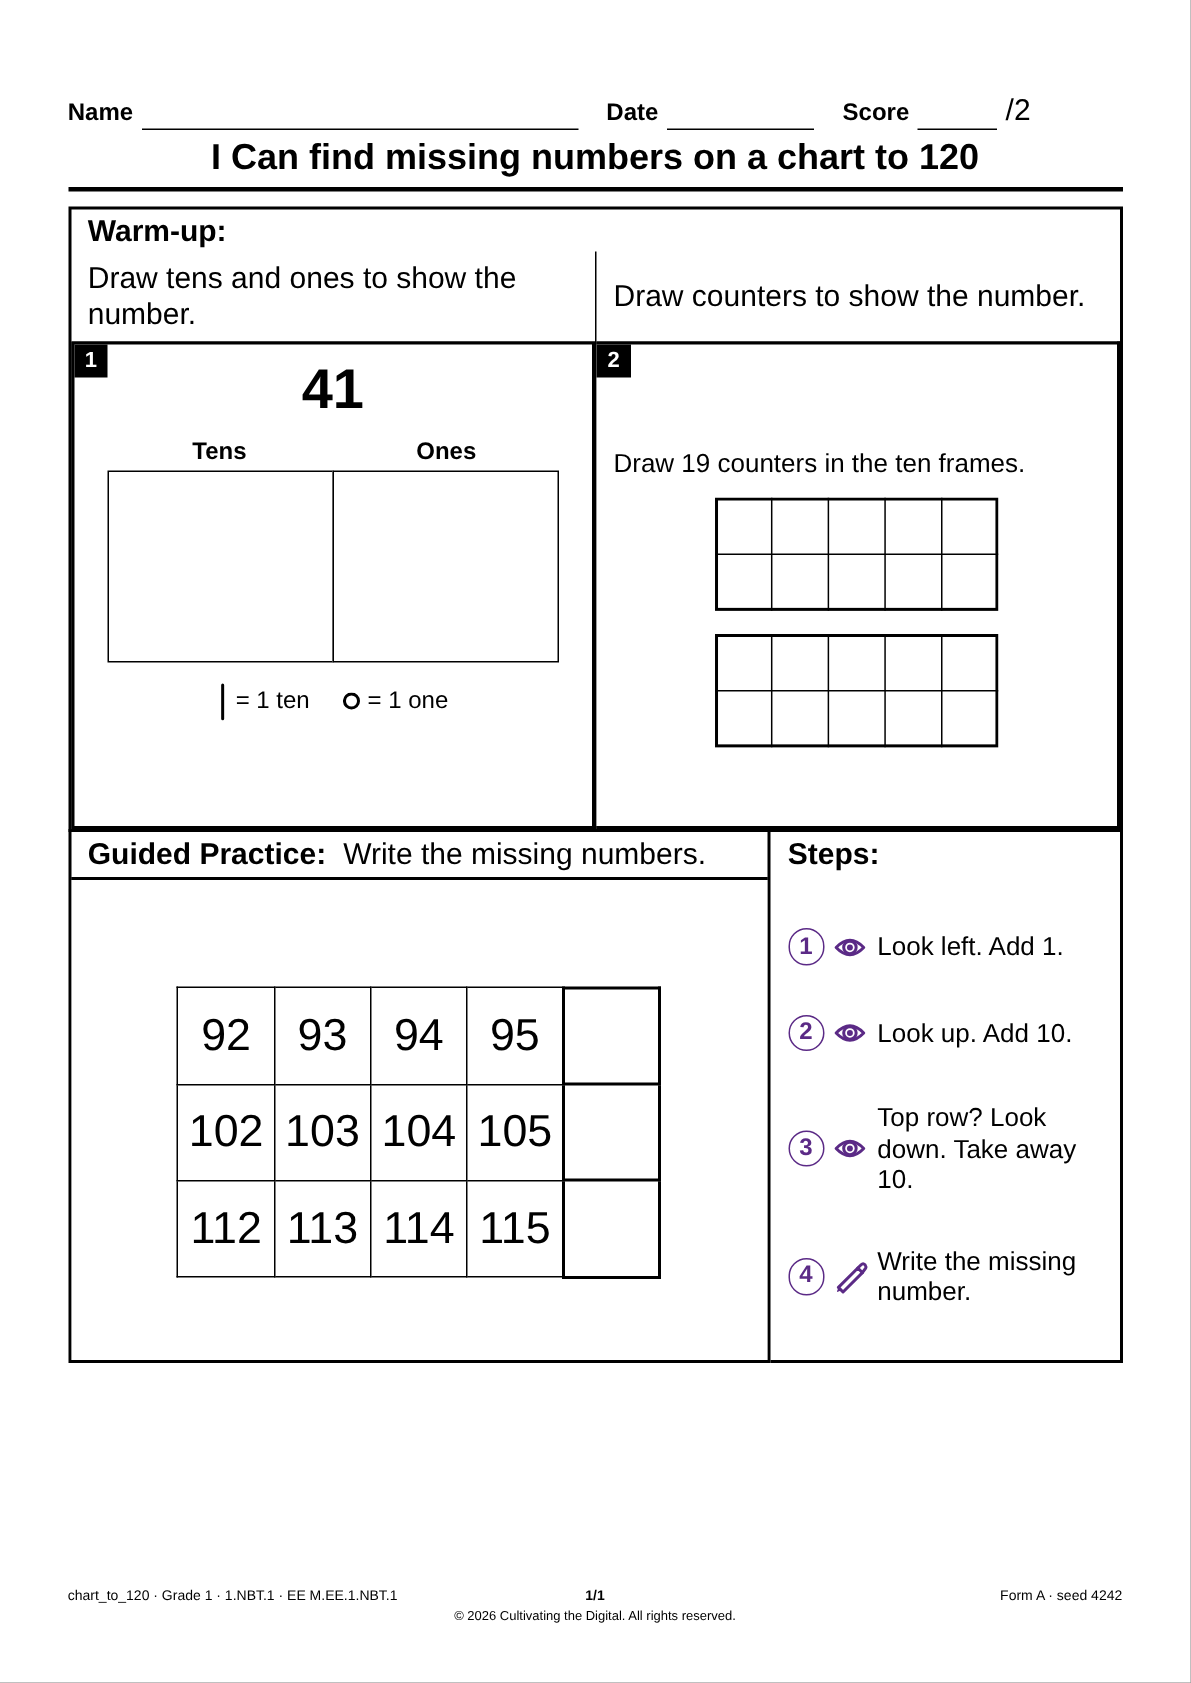 Name Date Score /2
I Can find missing numbers on a chart to 120
Warm-up:
Draw tens and ones to show the
number.
Draw counters to show the number.
1
41
Tens Ones
= 1 ten = 1 one
2
Draw 19 counters in the ten frames.
Guided Practice: Write the missing numbers.
92 93 94 95
102 103 104 105
112 113 114 115
Steps:
1 Look left. Add 1.
2 Look up. Add 10.
3 Top row? Look
down. Take away
10.
4 Write the missing
number.
chart_to_120 · Grade 1 · 1.NBT.1 · EE M.EE.1.NBT.1 1/1 Form A · seed 4242
© 2026 Cultivating the Digital. All rights reserved.